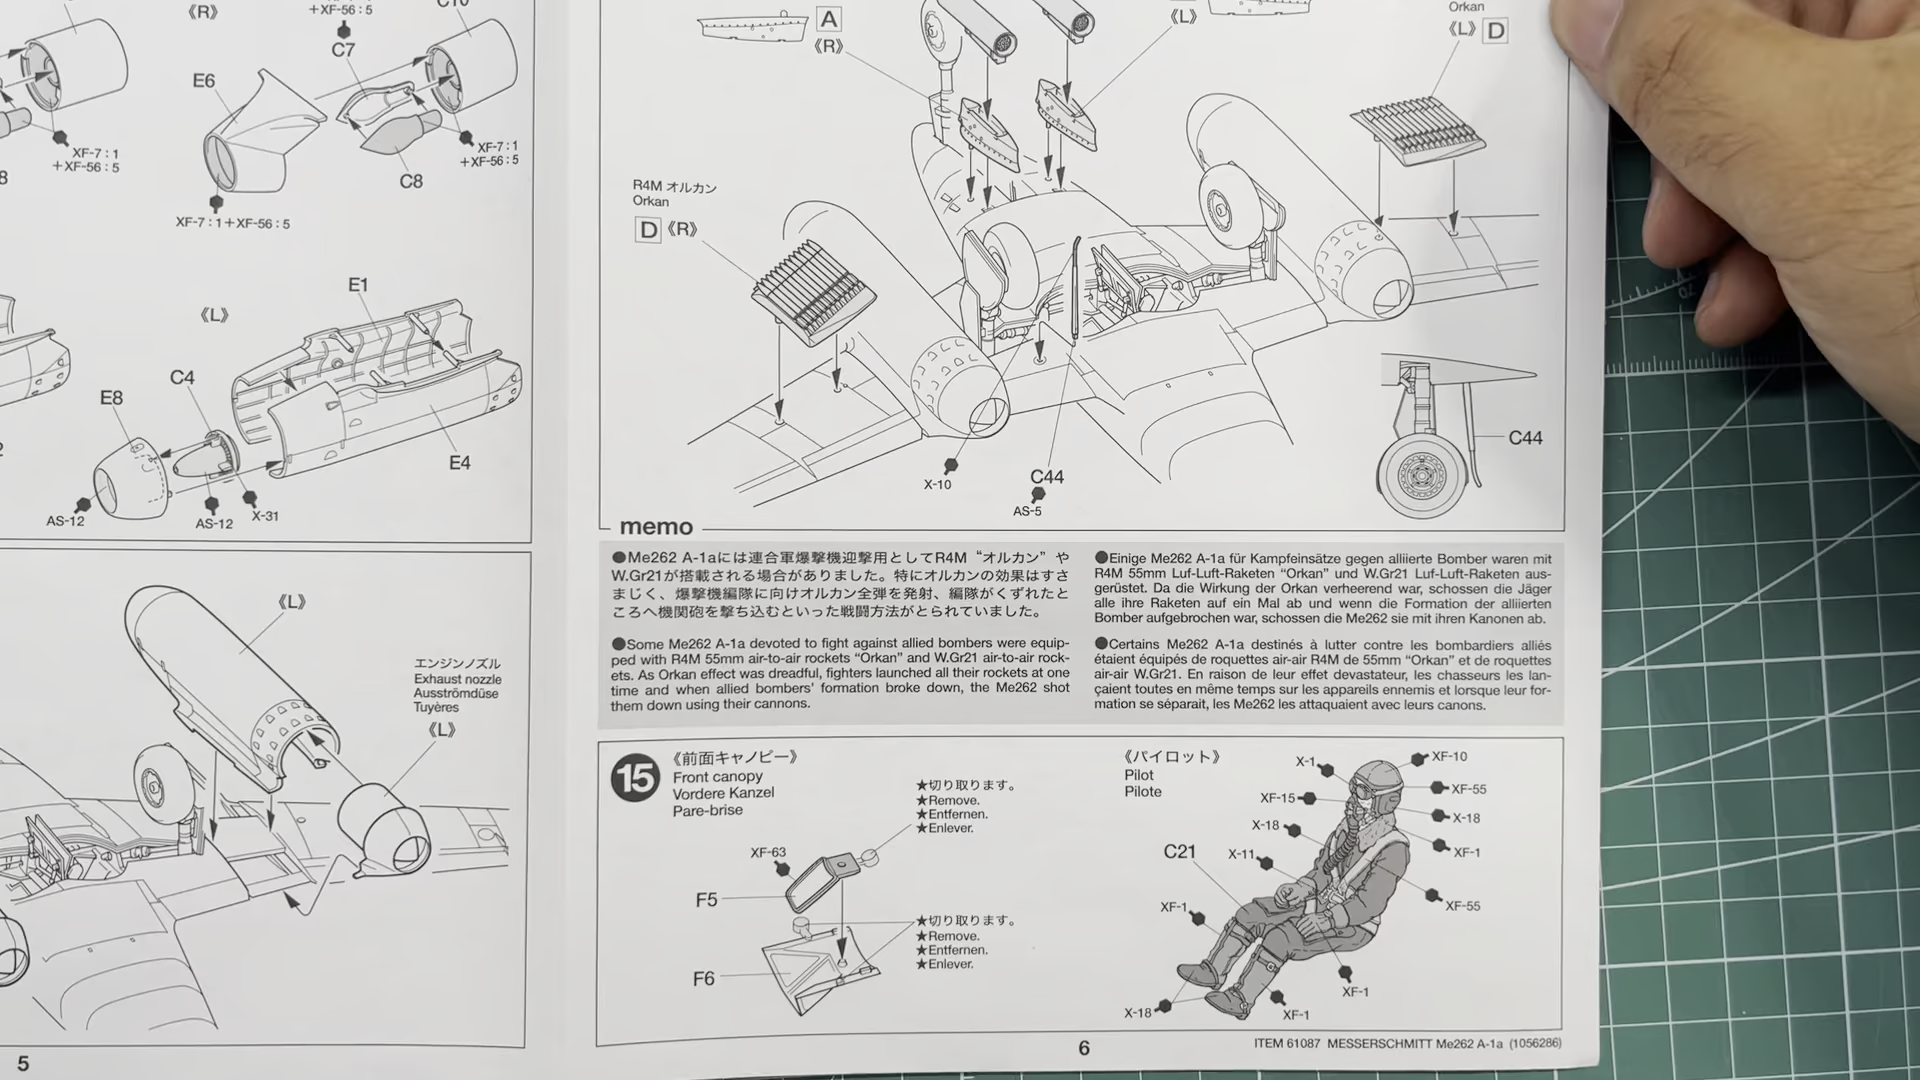 《R》
+XF-56 : 5
C7
E6
XF-7 : 1
+XF-56 : 5
XF-7 : 1
+XF-56 : 5
C8
XF-7 : 1+XF-56 : 5
《L》
E1
C4
E8
E4
AS-12
AS-12
X-31
《L》
エンジンノズル
Exhaust nozzle
Ausströmdüse
Tuyères
《L》
5
A
《R》
《L》
Orkan
《L》 D
R4M オルカン
Orkan
D 《R》
X-10
C44
AS-5
C44
memo
●Me262 A-1aには連合軍爆撃機迎撃用としてR4M“オルカン”や
W.Gr21が搭載される場合がありました。特にオルカンの効果はすさ
まじく、爆撃機編隊に向けオルカン全弾を発射、編隊がくずれたと
ころへ機関砲を撃ち込むといった戦闘方法がとられていました。
●Some Me262 A-1a devoted to fight against allied bombers were equip-
ped with R4M 55mm air-to-air rockets “Orkan” and W.Gr21 air-to-air rock-
ets. As Orkan effect was dreadful, fighters launched all their rockets at one
time and when allied bombers’ formation broke down, the Me262 shot
them down using their cannons.
●Einige Me262 A-1a für Kampfeinsätze gegen alliierte Bomber waren mit
R4M 55mm Luf-Luft-Raketen “Orkan” und W.Gr21 Luf-Luft-Raketen aus-
gerüstet. Da die Wirkung der Orkan verheerend war, schossen die Jäger
alle ihre Raketen auf ein Mal ab und wenn die Formation der alliierten
Bomber aufgebrochen war, schossen die Me262 sie mit ihren Kanonen ab.
●Certains Me262 A-1a destinés à lutter contre les bombardiers alliés
étaient équipés de roquettes air-air R4M de 55mm “Orkan” et de roquettes
air-air W.Gr21. En raison de leur effet devastateur, les chasseurs les lan-
çaient toutes en même temps sur les appareils ennemis et lorsque leur for-
mation se séparait, les Me262 les attaquaient avec leurs canons.
15
《前面キャノピー》
Front canopy
Vordere Kanzel
Pare-brise
★切り取ります。
★Remove.
★Entfernen.
★Enlever.
XF-63
F5
★切り取ります。
★Remove.
★Entfernen.
★Enlever.
F6
《パイロット》
Pilot
Pilote
X-1
XF-10
XF-15
XF-55
X-18
X-18
C21
X-11
XF-1
XF-1
XF-55
XF-1
X-18
XF-1
6
ITEM 61087 MESSERSCHMITT Me262 A-1a (1056286)